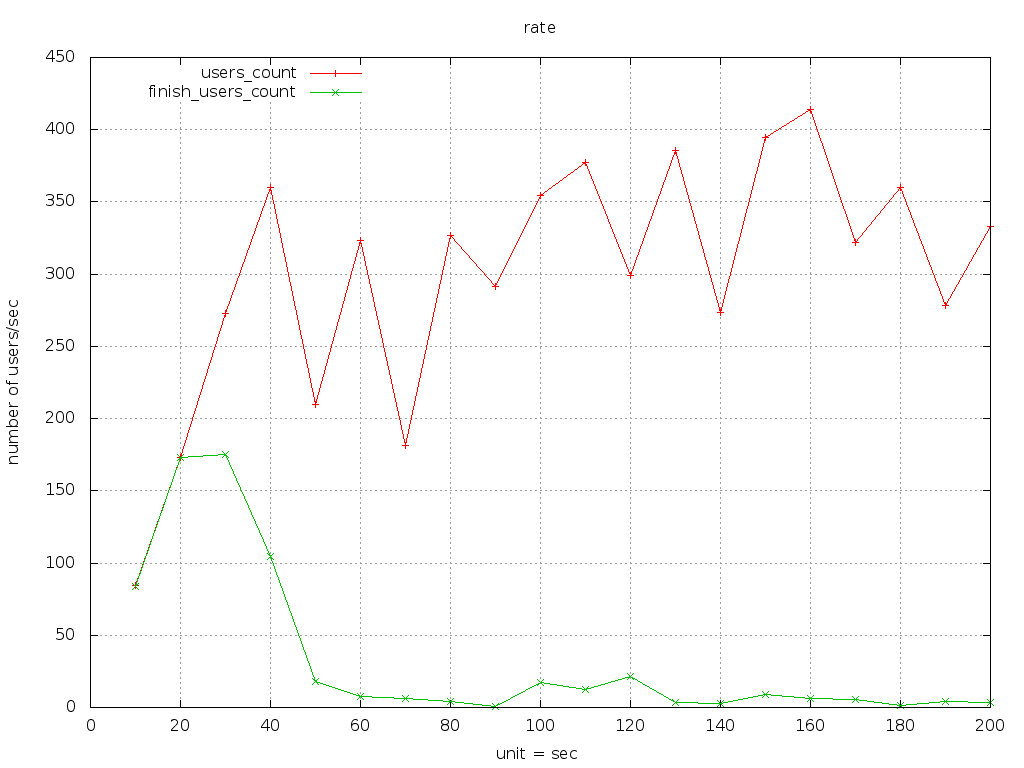 rate
450
400
350
300
250
200
150
100
50
0
users_count
finish_users_count
number of users/sec
0 20 40 60 80 100 120 140 160 180 200
unit = sec